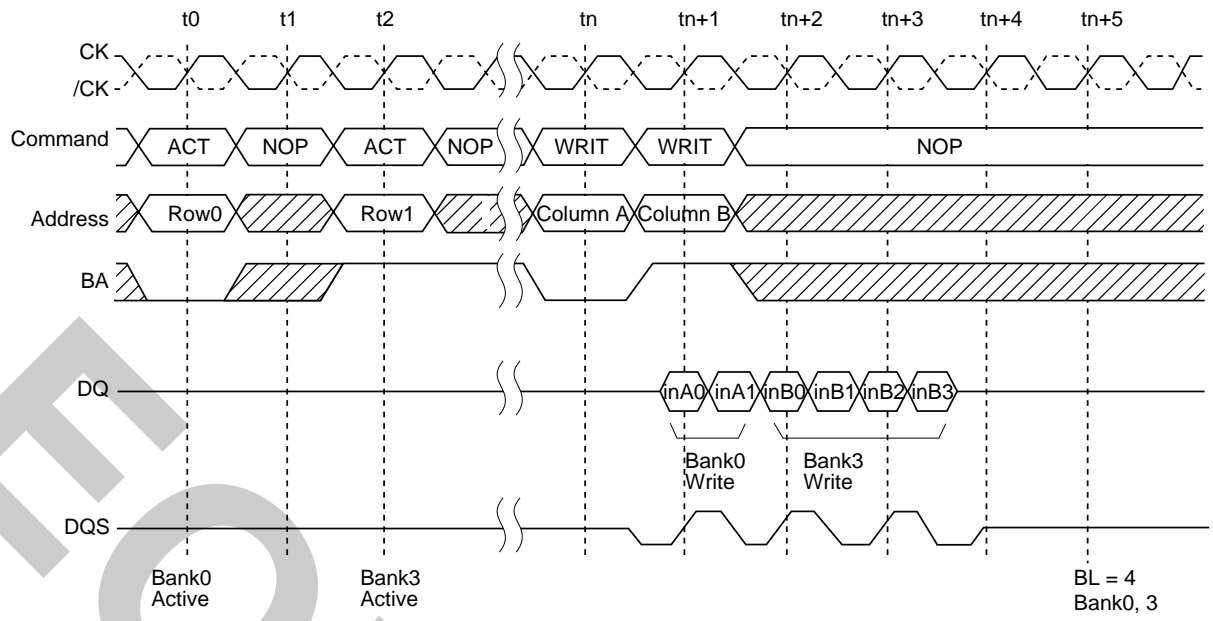 t0 t1 t2 tn tn+1 tn+2 tn+3 tn+4 tn+5
CK
/CK
Command ACT NOP ACT NOP WRIT WRIT NOP
Address Row0 Row1 Column A Column B
BA
DQ inA0 inA1 inB0 inB1 inB2 inB3
Bank0 Bank3
Write Write
DQS
Bank0 Bank3 BL = 4
Active Active Bank0, 3